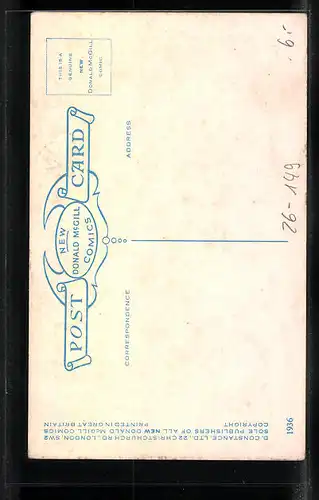 THIS IS A
GENUINE
NEW
DONALD MCGILL
COMIC
POST CARD
NEW
DONALD McGILL
COMICS
CORRESPONDENCE
ADDRESS
D. CONSTANCE, LTD., 22 CHRISTCHURCH RD., LONDON, SW2
SOLE PUBLISHERS OF ALL NEW DONALD McGILL COMICS
COPYRIGHT
PRINTED IN GREAT BRITAIN
1936
6.-
26-149